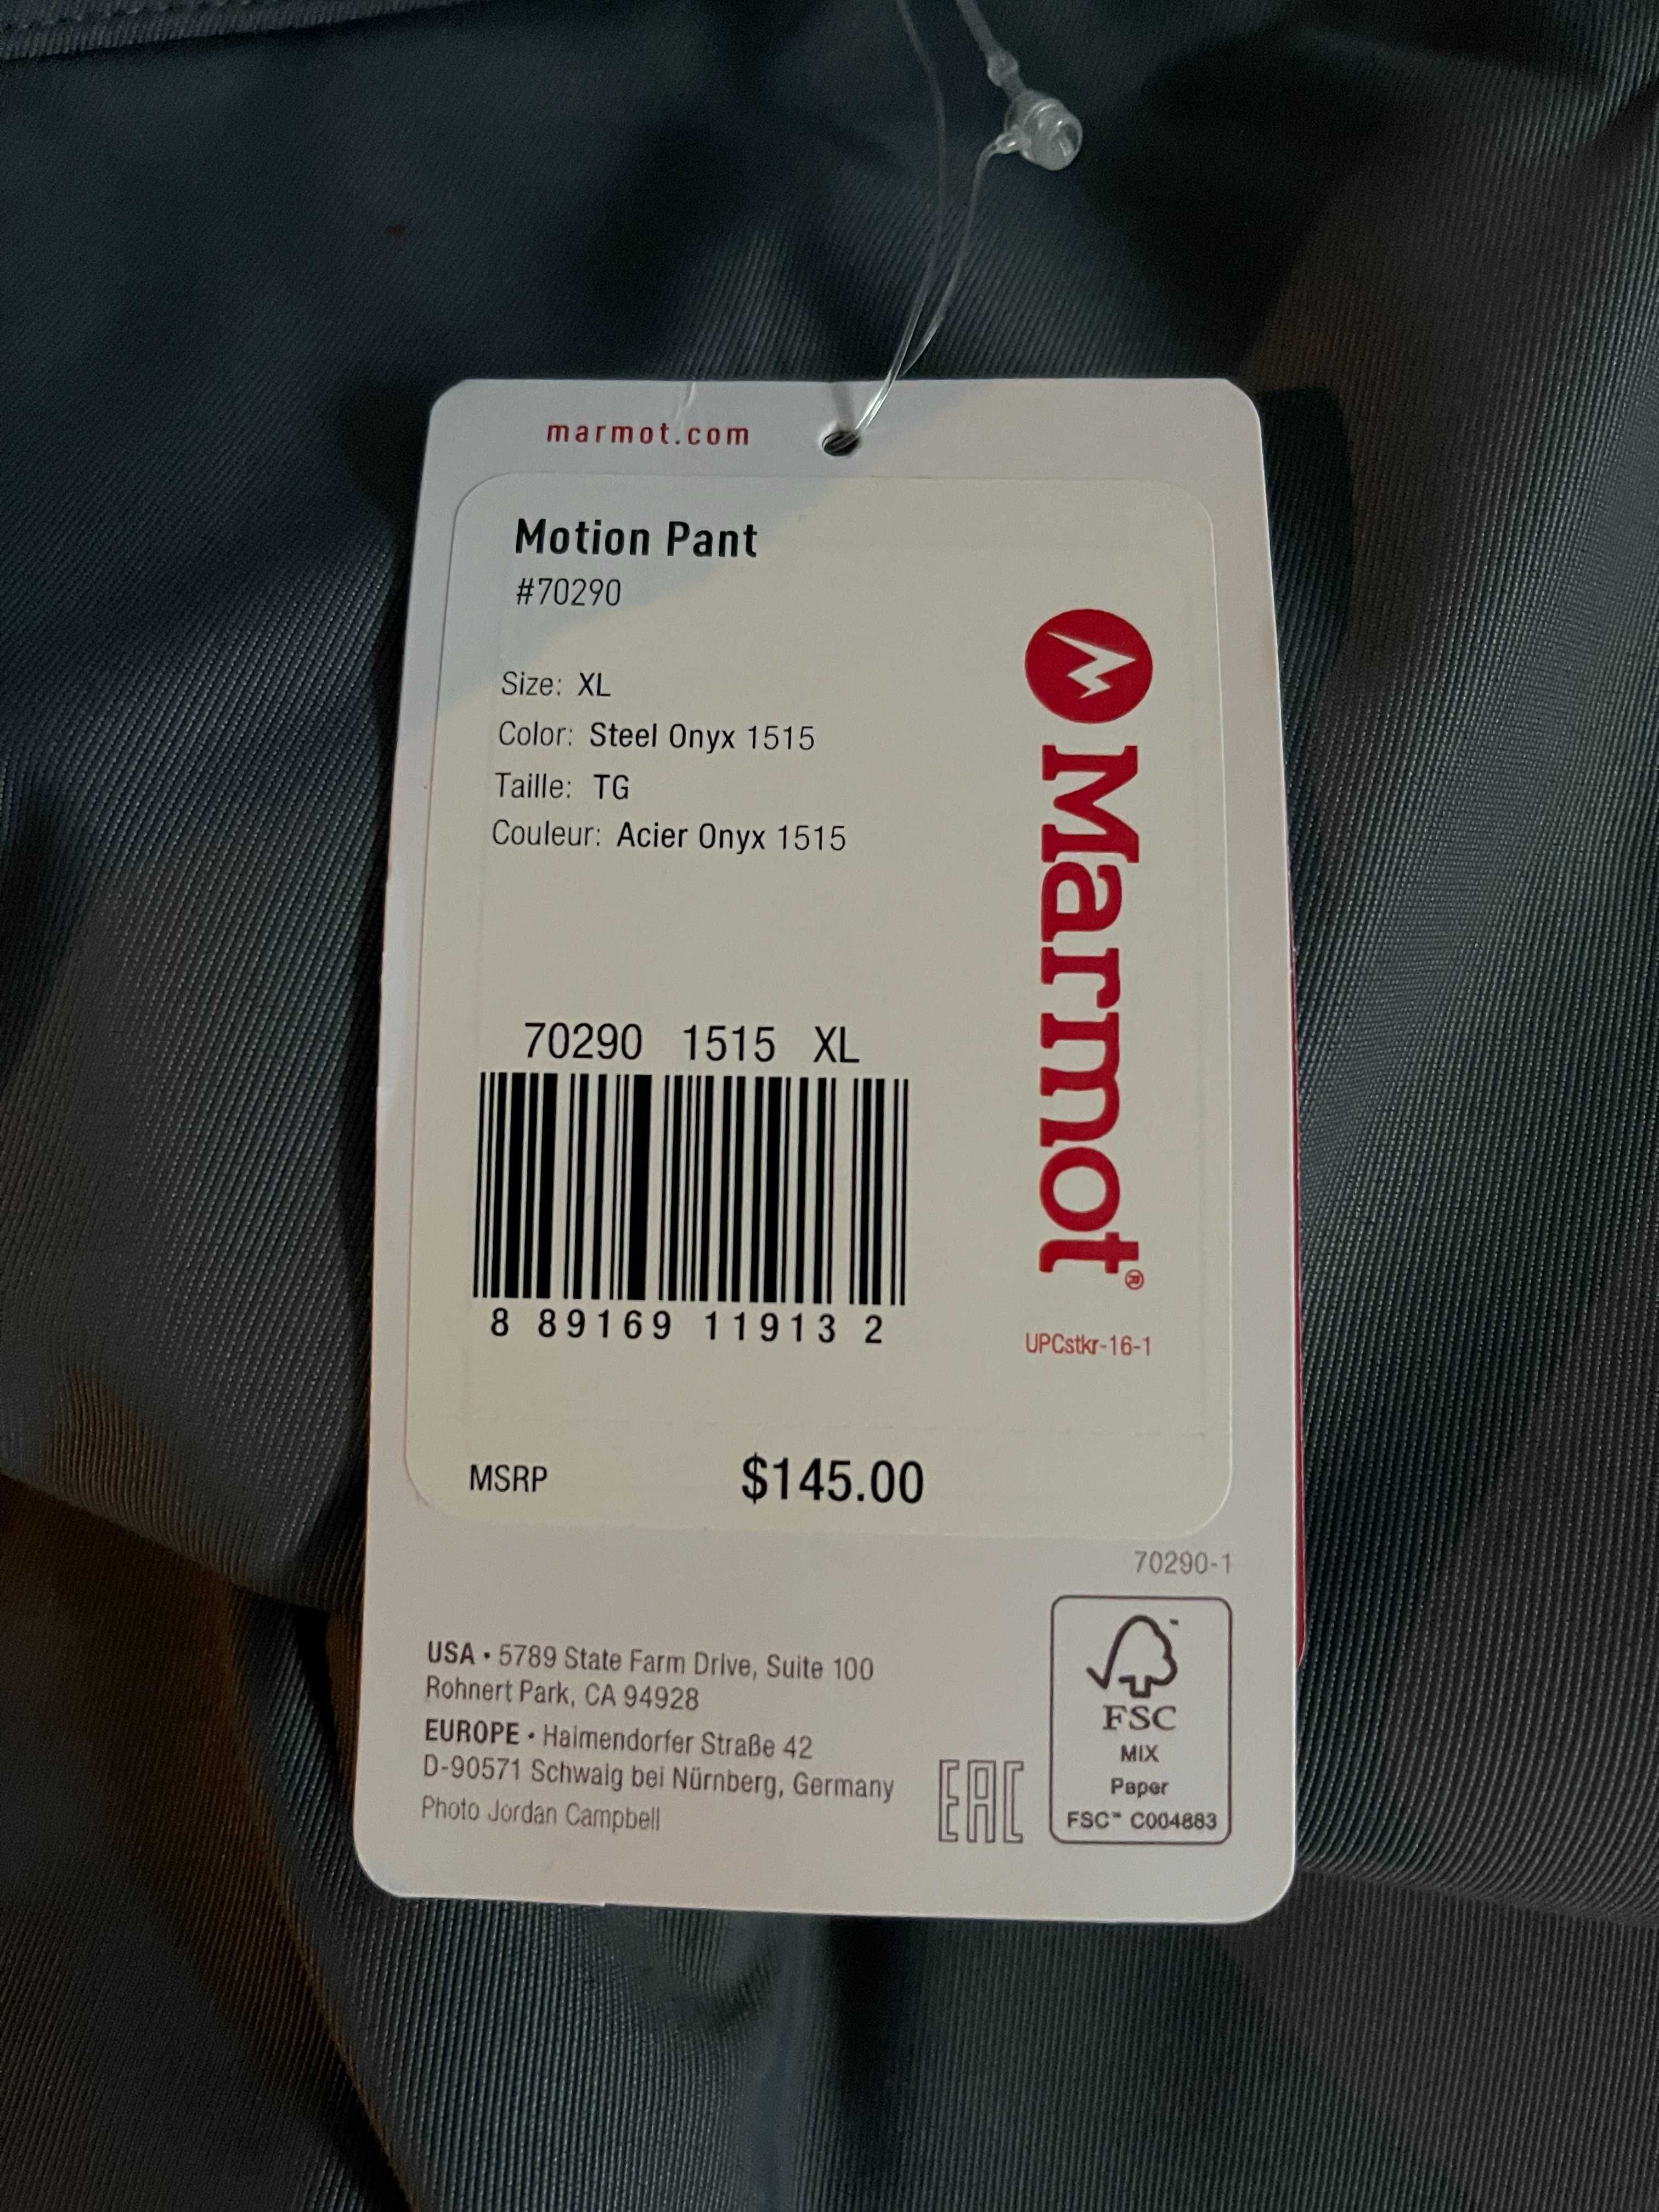 marmot.com
Motion Pant
#70290
Size: XL
Color: Steel Onyx 1515
Taille: TG
Couleur: Acier Onyx 1515
Marmot®
70290 1515 XL
8 89169 11913 2
UPCstkr-16-1
MSRP $145.00
70290-1
USA • 5789 State Farm Drive, Suite 100
Rohnert Park, CA 94928
EUROPE • Haimendorfer Straße 42
D-90571 Schwaig bei Nürnberg, Germany
Photo Jordan Campbell
EAC
FSC™
MIX
Paper
FSC™ C004883